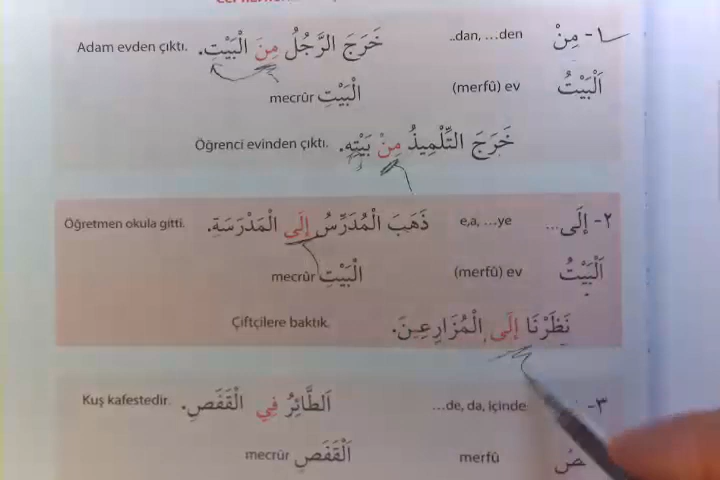 ١- مِنْ ..dan, ...den خَرَجَ الرَّجُلُ مِنَ الْبَيْتِ. Adam evden çıktı.
اَلْبَيْتُ (merfû) ev الْبَيْتِ mecrûr
خَرَجَ التِّلْمِيذُ مِنْ بَيْتِهِ. Öğrenci evinden çıktı.
٢- إِلَى... e,a, ...ye ذَهَبَ الْمُدَرِّسُ إِلَى الْمَدْرَسَةِ. Öğretmen okula gitti.
اَلْبَيْتُ (merfû) ev الْبَيْتِ mecrûr
نَظَرْنَا إِلَى الْمُزَارِعِينَ. Çiftçilere baktık.
٣- ...de, da, içinde اَلطَّائِرُ فِي الْقَفَصِ. Kuş kafestedir.
merfû اَلْقَفَصِ mecrûr